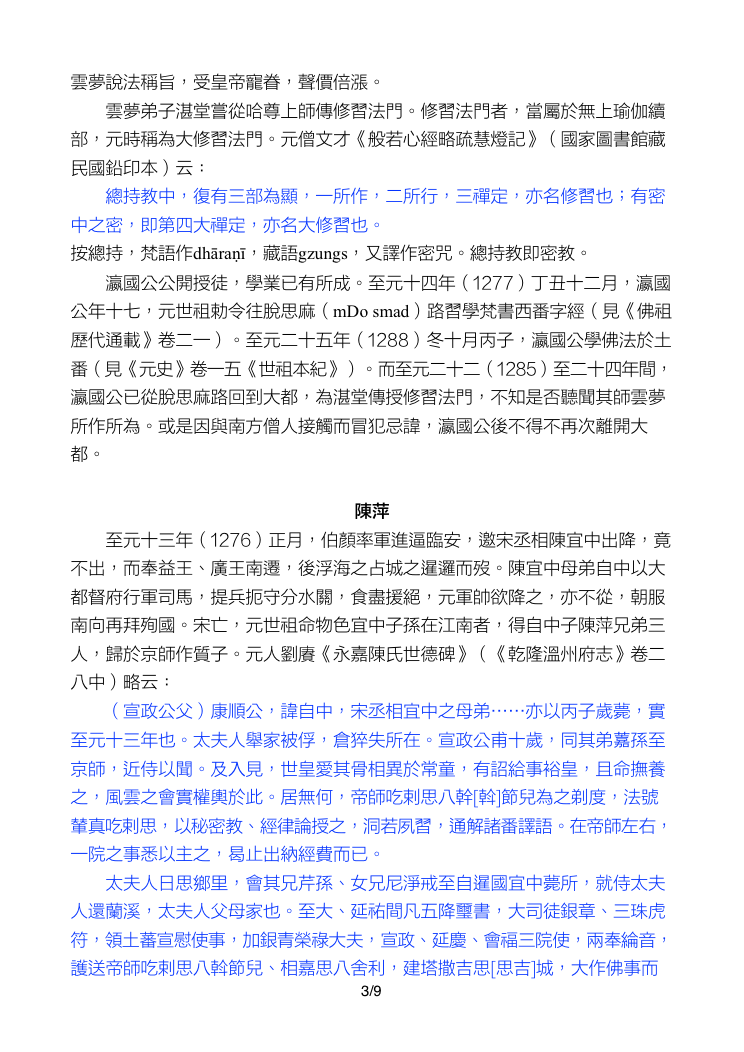 雲夢說法稱旨，受皇帝寵眷，聲價倍漲。
雲夢弟子湛堂嘗從哈尊上師傳修習法門。修習法門者，當屬於無上瑜伽續
部，元時稱為大修習法門。元僧文才《般若心經略疏慧燈記》（國家圖書館藏
民國鉛印本）云：
總持教中，復有三部為顯，一所作，二所行，三禪定，亦名修習也；有密
中之密，即第四大禪定，亦名大修習也。
按總持，梵語作dhāraṇī，藏語gzungs，又譯作密咒。總持教即密教。
瀛國公公開授徒，學業已有所成。至元十四年（1277）丁丑十二月，瀛國
公年十七，元世祖勅令往脫思麻（mDo smad）路習學梵書西番字經（見《佛祖
歷代通載》卷二一）。至元二十五年（1288）冬十月丙子，瀛國公學佛法於土
番（見《元史》卷一五《世祖本紀》）。而至元二十二（1285）至二十四年間，
瀛國公已從脫思麻路回到大都，為湛堂傳授修習法門，不知是否聽聞其師雲夢
所作所為。或是因與南方僧人接觸而冒犯忌諱，瀛國公後不得不再次離開大
都。
陳萍
至元十三年（1276）正月，伯顏率軍進逼臨安，邀宋丞相陳宜中出降，竟
不出，而奉益王、廣王南遷，後浮海之占城之暹邏而歿。陳宜中母弟自中以大
都督府行軍司馬，提兵扼守分水關，食盡援絕，元軍帥欲降之，亦不從，朝服
南向再拜殉國。宋亡，元世祖命物色宜中子孫在江南者，得自中子陳萍兄弟三
人，歸於京師作質子。元人劉賡《永嘉陳氏世德碑》（《乾隆溫州府志》卷二
八中）略云：
（宣政公父）康順公，諱自中，宋丞相宜中之母弟……亦以丙子歲薨，實
至元十三年也。太夫人舉家被俘，倉猝失所在。宣政公甫十歲，同其弟藎孫至
京師，近侍以聞。及入見，世皇愛其骨相異於常童，有詔給事裕皇，且命撫養
之，風雲之會實權輿於此。居無何，帝師吃剌思八幹[斡]節兒為之剃度，法號
輦真吃剌思，以秘密教、經律論授之，洞若夙習，通解諸番譯語。在帝師左右，
一院之事悉以主之，曷止出納經費而已。
太夫人日思鄉里，會其兄芹孫、女兄尼淨戒至自暹國宜中薨所，就侍太夫
人還蘭溪，太夫人父母家也。至大、延祐間凡五降璽書，大司徒銀章、三珠虎
符，領土蕃宣慰使事，加銀青榮祿大夫，宣政、延慶、會福三院使，兩奉綸音，
護送帝師吃剌思八斡節兒、相嘉思八舍利，建塔撒吉思[思吉]城，大作佛事而
3/9